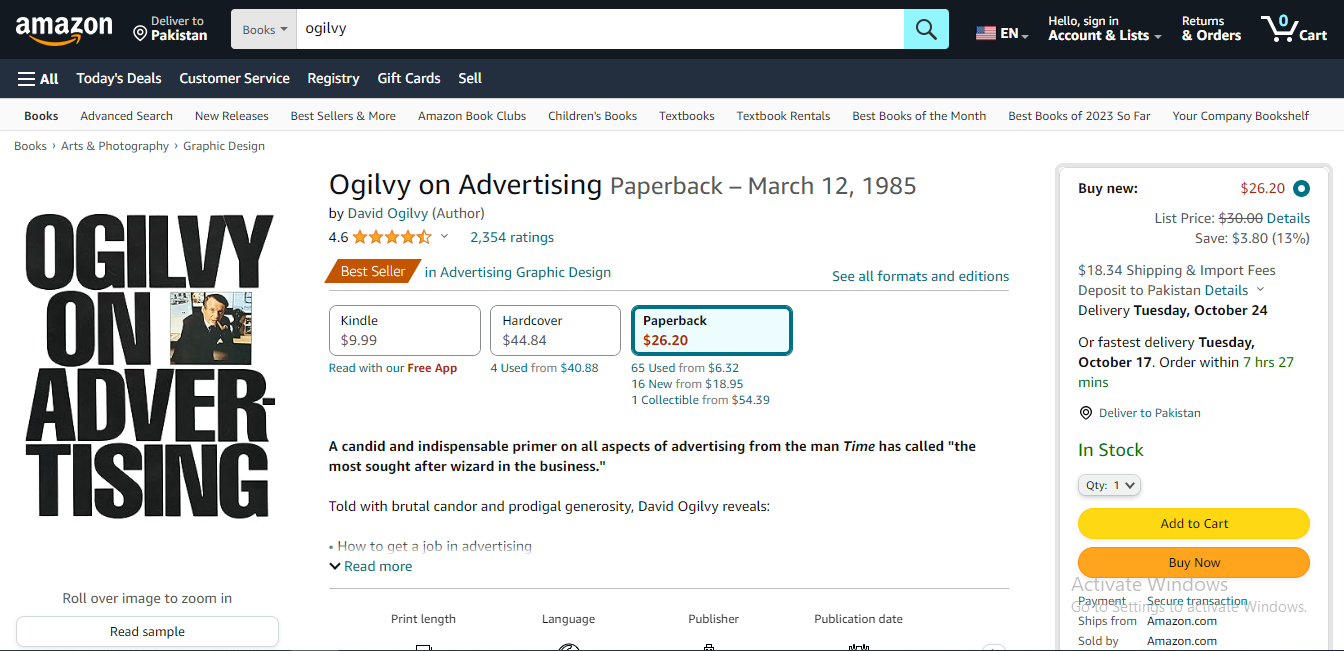 amazon
Deliver to
Pakistan
Books
ogilvy
EN
Hello, sign in
Account & Lists
Returns
& Orders
0
Cart
All
Today's Deals
Customer Service
Registry
Gift Cards
Sell
Books
Advanced Search
New Releases
Best Sellers & More
Amazon Book Clubs
Children's Books
Textbooks
Textbook Rentals
Best Books of the Month
Best Books of 2023 So Far
Your Company Bookshelf
Books › Arts & Photography › Graphic Design
OGILVY
ON
ADVER-
TISING
Roll over image to zoom in
Read sample
Ogilvy on Advertising Paperback – March 12, 1985
by David Ogilvy (Author)
4.6
2,354 ratings
Best Seller
in Advertising Graphic Design
See all formats and editions
Kindle
$9.99
Read with our Free App
Hardcover
$44.84
4 Used from $40.88
Paperback
$26.20
65 Used from $6.32
16 New from $18.95
1 Collectible from $54.39
A candid and indispensable primer on all aspects of advertising from the man Time has called "the
most sought after wizard in the business."
Told with brutal candor and prodigal generosity, David Ogilvy reveals:
• How to get a job in advertising
Read more
Print length
Language
Publisher
Publication date
Buy new:
$26.20
List Price: $30.00 Details
Save: $3.80 (13%)
$18.34 Shipping & Import Fees
Deposit to Pakistan Details
Delivery Tuesday, October 24
Or fastest delivery Tuesday,
October 17. Order within 7 hrs 27
mins
Deliver to Pakistan
In Stock
Qty: 1
Add to Cart
Buy Now
Activate Windows
Go to Settings to activate Windows.
Payment
Secure transaction
Ships from
Amazon.com
Sold by
Amazon.com